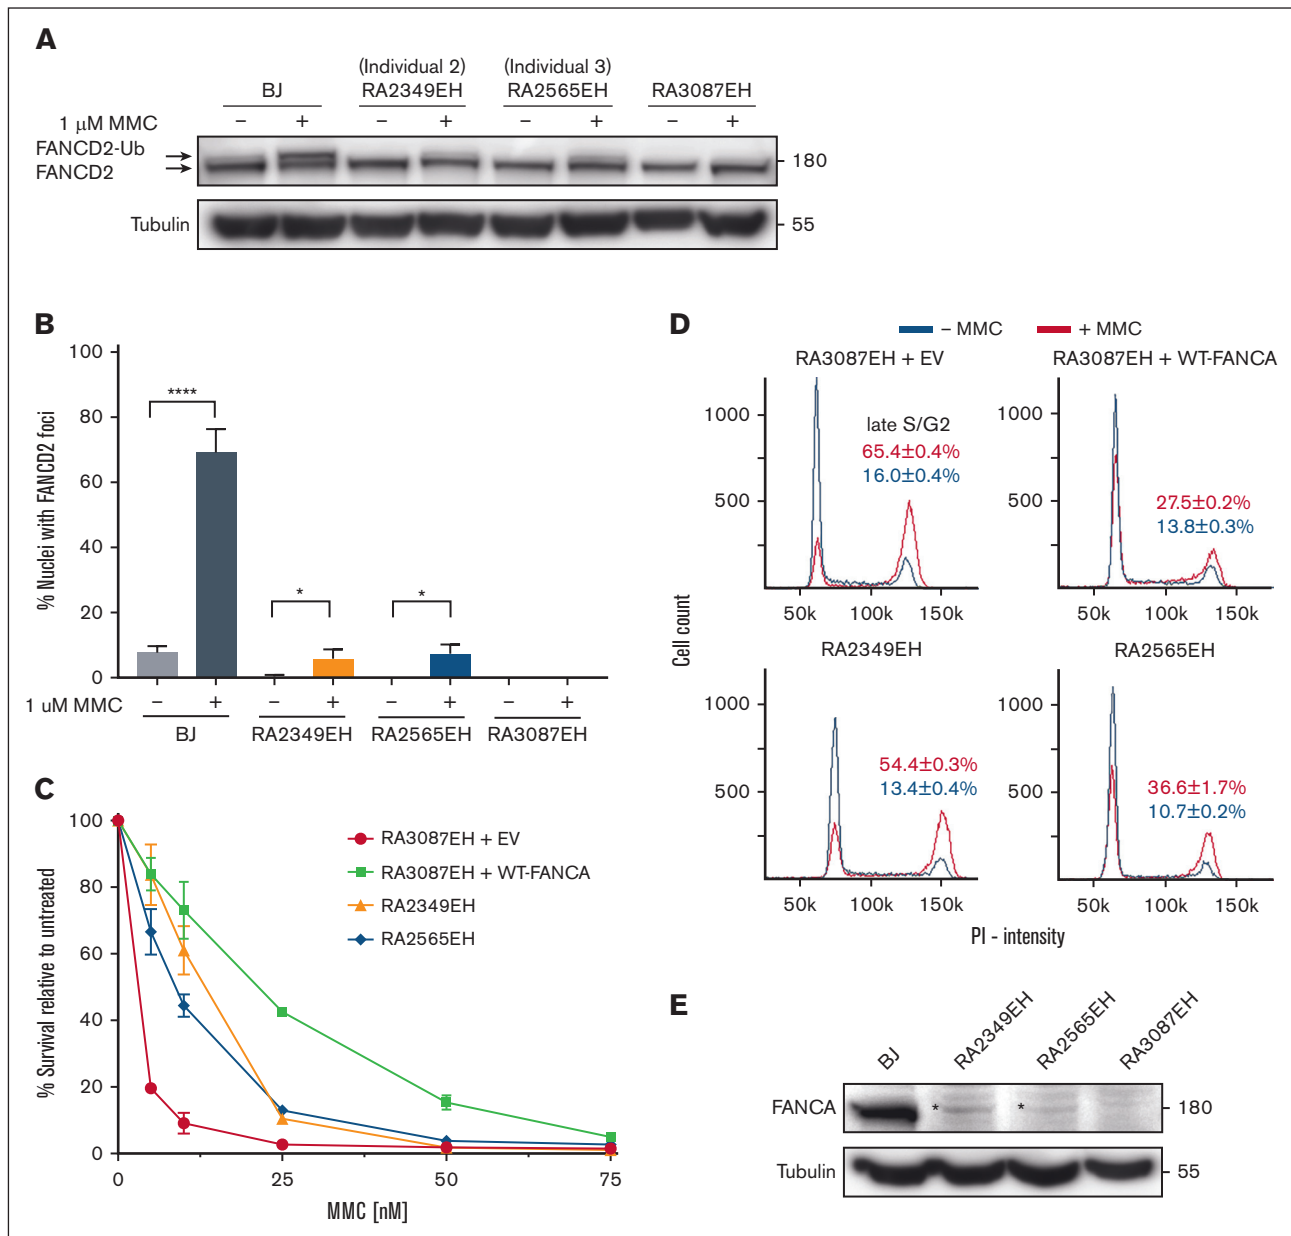 A
(Individual 2) (Individual 3)
BJ RA2349EH RA2565EH RA3087EH
1 μM MMC − + − + − + − +
FANCD2-Ub
FANCD2
180
Tubulin
55
B
% Nuclei with FANCD2 foci
100
80
60
40
20
0
****
*
*
1 uM MMC − + − + − + − +
BJ RA2349EH RA2565EH RA3087EH
C
% Survival relative to untreated
100
80
60
40
20
0
RA3087EH + EV
RA3087EH + WT-FANCA
RA2349EH
RA2565EH
0 25 50 75
MMC [nM]
D
− MMC + MMC
Cell count
RA3087EH + EV
1000
500
late S/G2
65.4±0.4%
16.0±0.4%
50k 100k 150k
RA3087EH + WT-FANCA
1000
500
27.5±0.2%
13.8±0.3%
50k 100k 150k
RA2349EH
1000
500
54.4±0.3%
13.4±0.4%
50k 100k 150k
RA2565EH
1000
500
36.6±1.7%
10.7±0.2%
50k 100k 150k
PI - intensity
E
BJ RA2349EH RA2565EH RA3087EH
FANCA
* *
180
Tubulin
55